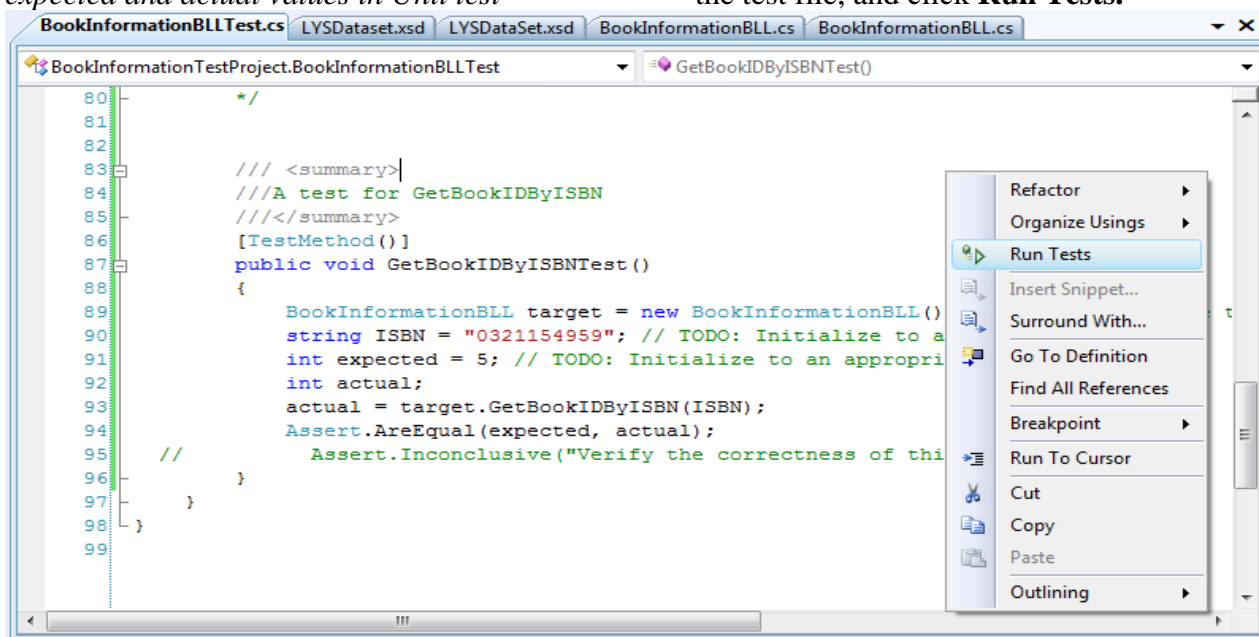 expected and actual values in Unit test
the test file, and click Run Tests.
BookInformationBLLTest.cs LYSDataset.xsd LYSDataSet.xsd BookInformationBLL.cs BookInformationBLL.cs
BookInformationTestProject.BookInformationBLLTest GetBookIDByISBNTest()
80 */
81
82
83 /// <summary>
84 ///A test for GetBookIDByISBN
85 ///</summary>
86 [TestMethod()]
87 public void GetBookIDByISBNTest()
88 {
89 BookInformationBLL target = new BookInformationBLL()
90 string ISBN = "0321154959"; // TODO: Initialize to a
91 int expected = 5; // TODO: Initialize to an appropri
92 int actual;
93 actual = target.GetBookIDByISBN(ISBN);
94 Assert.AreEqual(expected, actual);
95 // Assert.Inconclusive("Verify the correctness of thi
96 }
97 }
98 }
99
Refactor
Organize Usings
Run Tests
Insert Snippet...
Surround With...
Go To Definition
Find All References
Breakpoint
Run To Cursor
Cut
Copy
Paste
Outlining